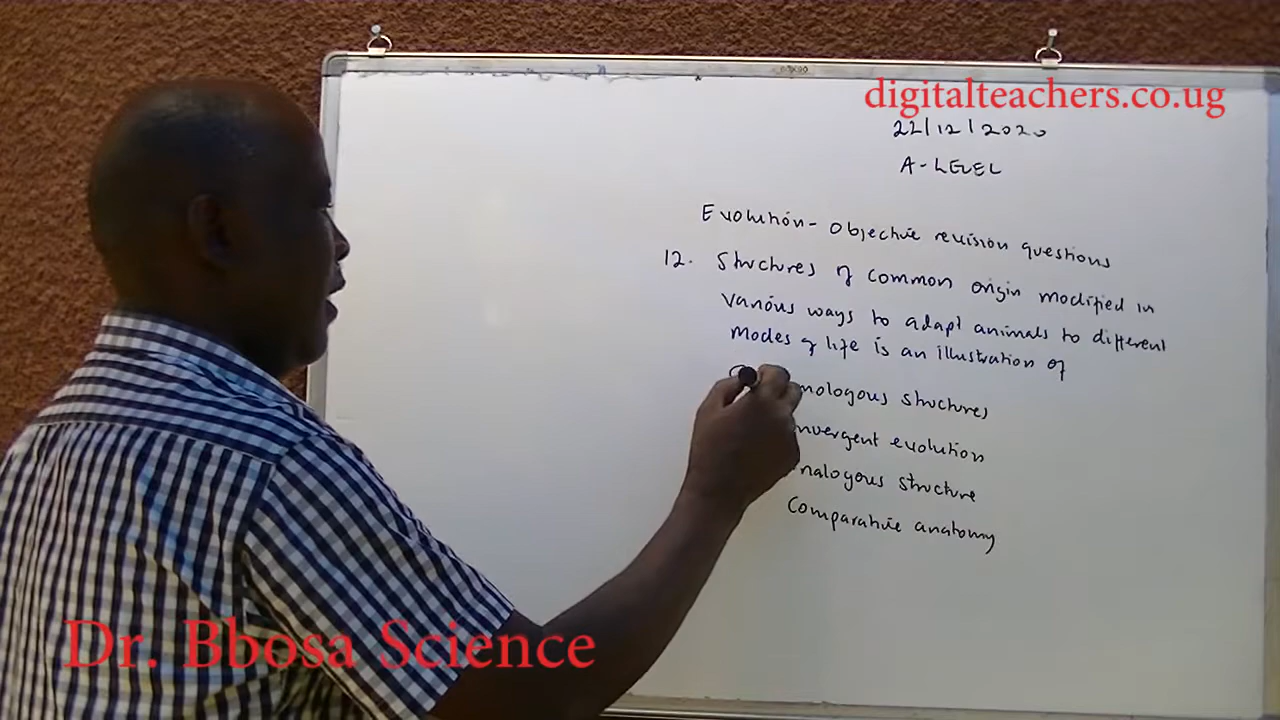 digitalteachers.co.ug
22/12/2020
A-LEVEL
Evolution- Objective revision questions
12. Structures of common origin modified in
various ways to adapt animals to different
modes of life is an illustration of
mologous structures
nvergent evolution
nalogous structure
Comparative anatomy
Dr. Bbosa Science